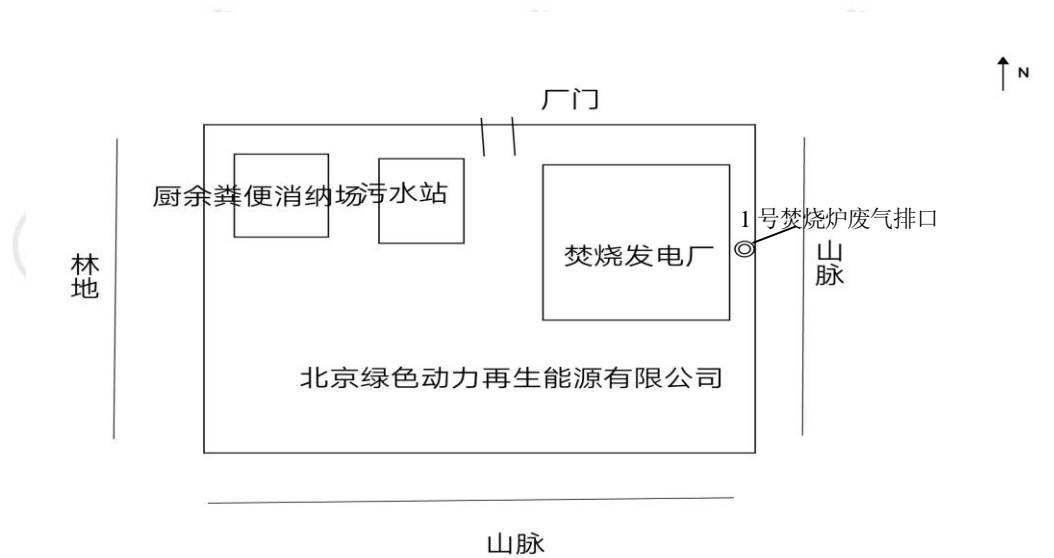 N
厂门
厨余粪便消纳场
污水站
1 号焚烧炉废气排口
焚烧发电厂
林地
山脉
北京绿色动力再生能源有限公司
山脉